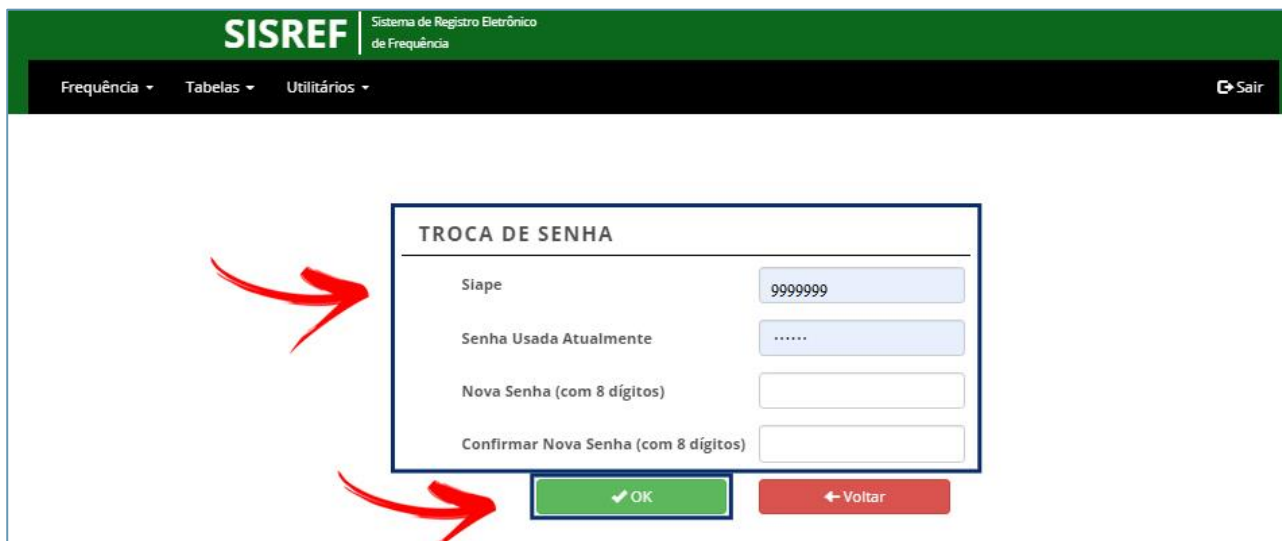 SISREF
Sistema de Registro Eletrônico
de Frequência
Frequência
Tabelas
Utilitários
Sair
TROCA DE SENHA
Siape
9999999
Senha Usada Atualmente
······
Nova Senha (com 8 dígitos)
Confirmar Nova Senha (com 8 dígitos)
OK
Voltar